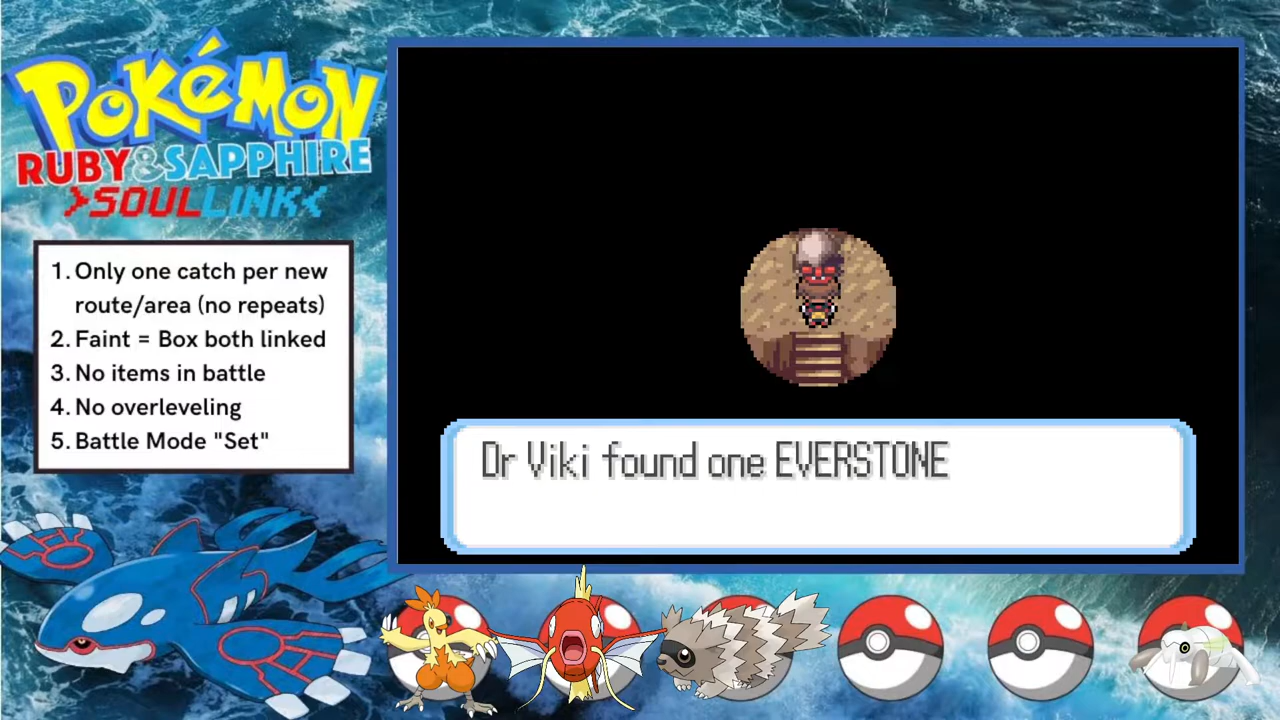 POKéMON
RUBY & SAPPHIRE
>SOULLINK<
1. Only one catch per new
route/area (no repeats)
2. Faint = Box both linked
3. No items in battle
4. No overleveling
5. Battle Mode "Set"
Dr Viki found one EVERSTONE